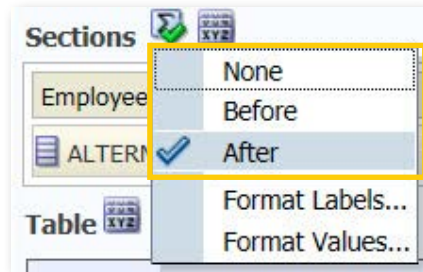 Sections
None
Employee
Before
ALTERN
After
Format Labels...
Table
Format Values...